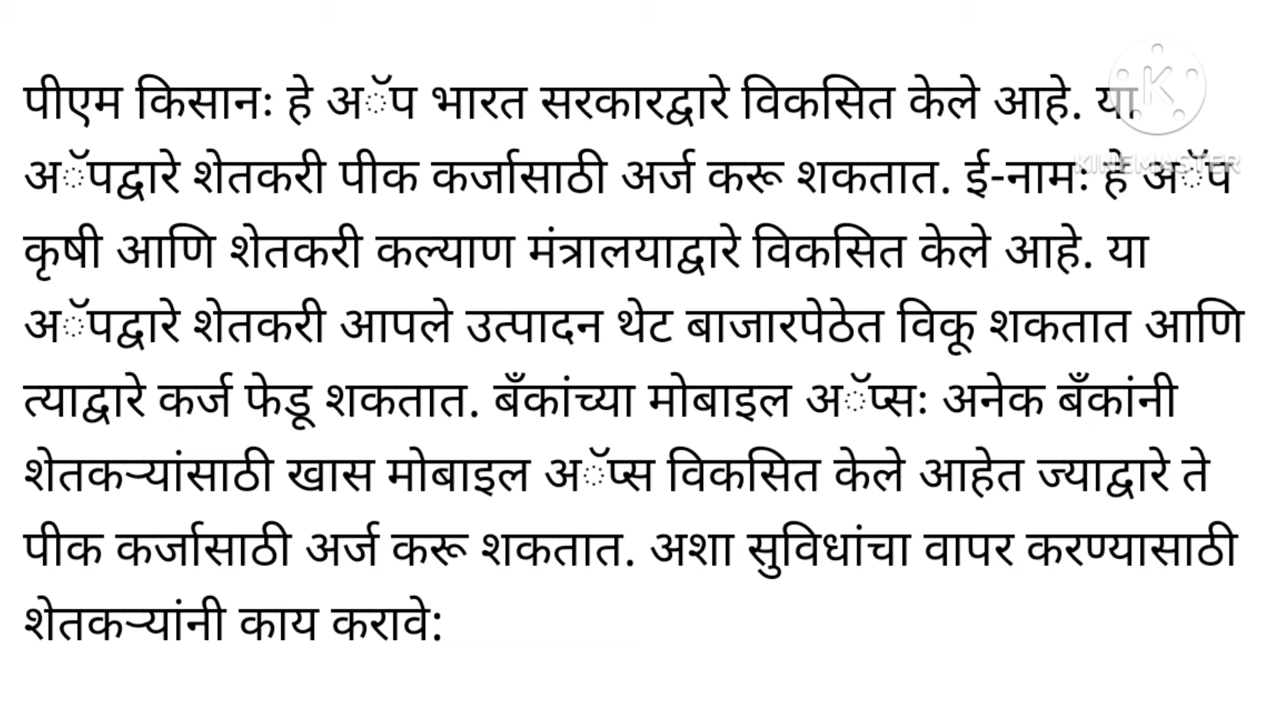 पीएम किसानः हे अॅप भारत सरकारद्वारे विकसित केले आहे. या
अॅपद्वारे शेतकरी पीक कर्जासाठी अर्ज करू शकतात. ई-नामः हे अॅप
कृषी आणि शेतकरी कल्याण मंत्रालयाद्वारे विकसित केले आहे. या
अॅपद्वारे शेतकरी आपले उत्पादन थेट बाजारपेठेत विकू शकतात आणि
त्याद्वारे कर्ज फेडू शकतात. बँकांच्या मोबाइल अॅप्सः अनेक बँकांनी
शेतकऱ्यांसाठी खास मोबाइल अॅप्स विकसित केले आहेत ज्याद्वारे ते
पीक कर्जासाठी अर्ज करू शकतात. अशा सुविधांचा वापर करण्यासाठी
शेतकऱ्यांनी काय करावे:
K
KINEMASTER